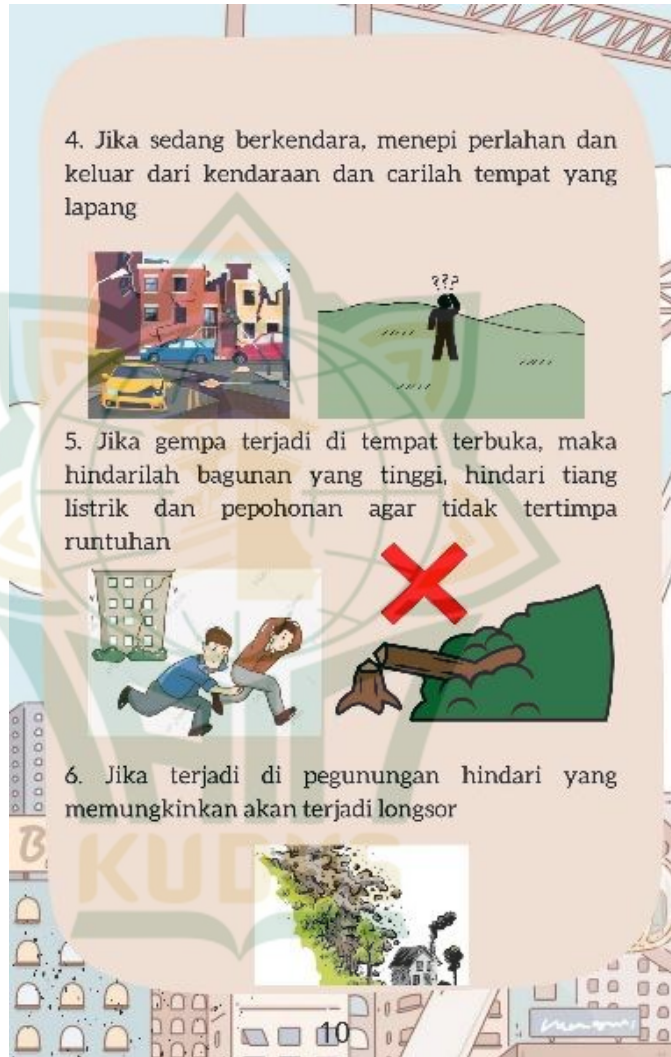 4. Jika sedang berkendara, menepi perlahan dan
keluar dari kendaraan dan carilah tempat yang
lapang
???
5. Jika gempa terjadi di tempat terbuka, maka
hindarilah bagunan yang tinggi, hindari tiang
listrik dan pepohonan agar tidak tertimpa
runtuhan
6. Jika terjadi di pegunungan hindari yang
memungkinkan akan terjadi longsor
KUDUS
B
10